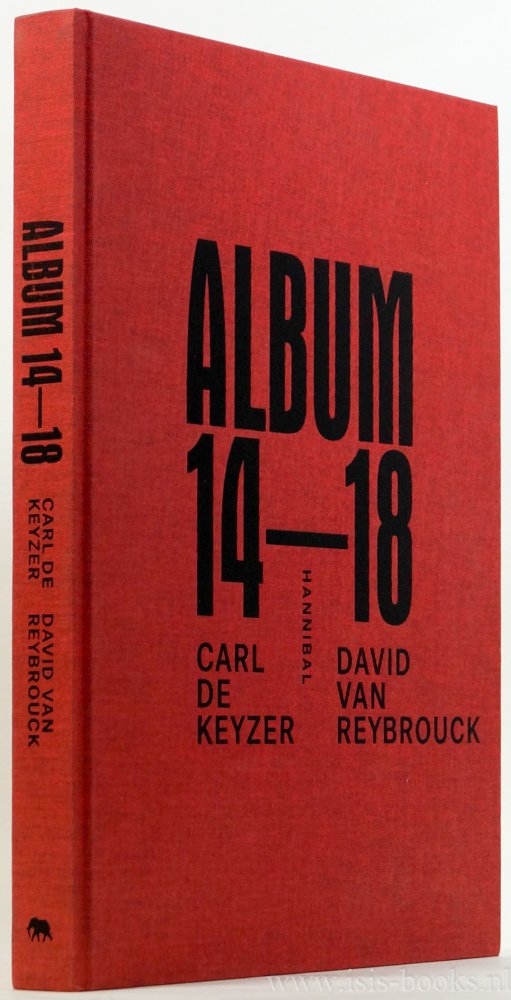 ALBUM 14—18
CARL DE
KEYZER
DAVID VAN
REYBROUCK
ALBUM
14—18
HANNIBAL
CARL
DE
KEYZER
DAVID
VAN
REYBROUCK
www.isis-books.nl